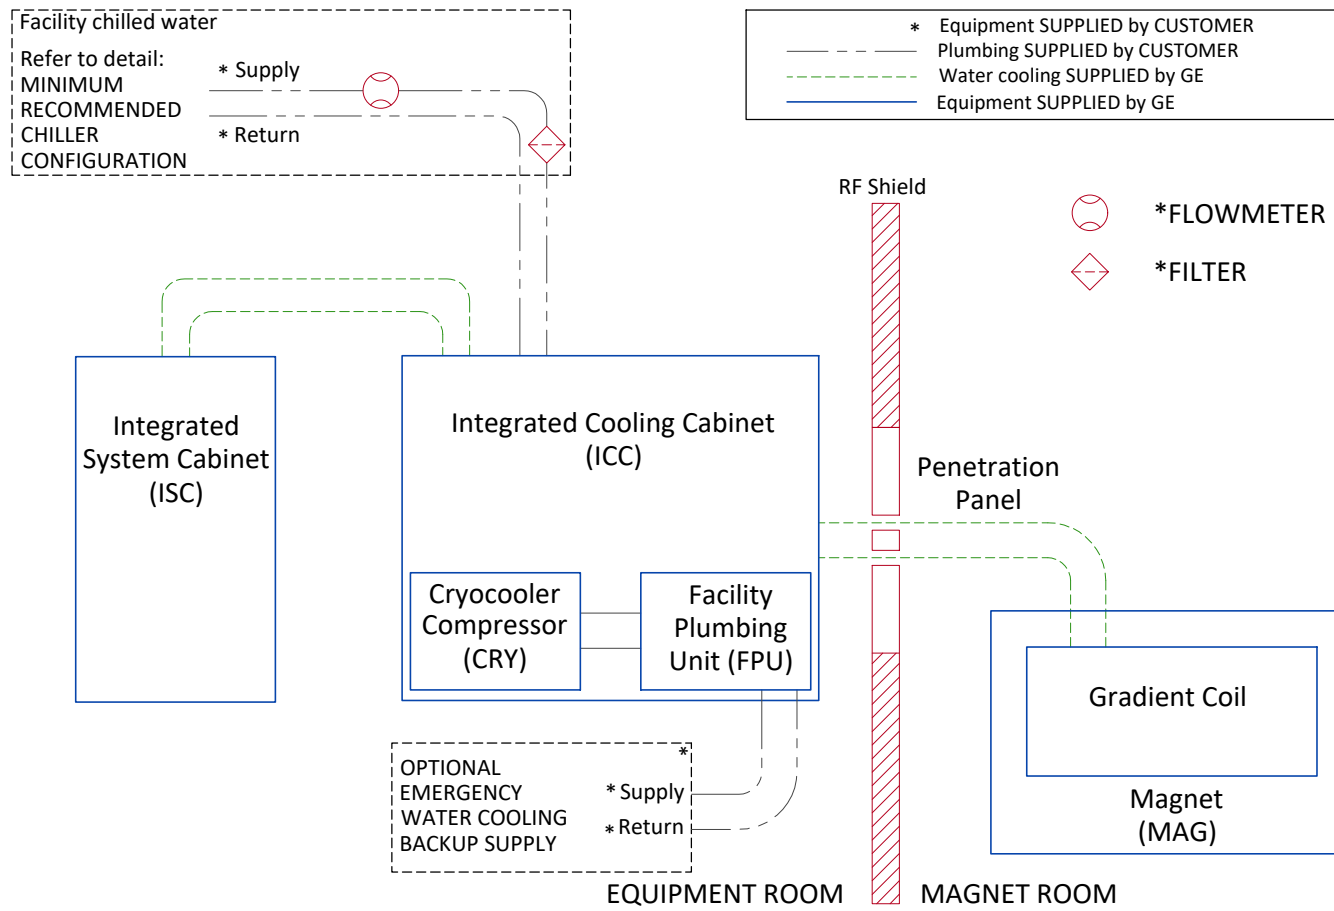 Facility chilled water
Refer to detail:
MINIMUM
RECOMMENDED
CHILLER
CONFIGURATION
* Supply
* Return
* Equipment SUPPLIED by CUSTOMER
Plumbing SUPPLIED by CUSTOMER
Water cooling SUPPLIED by GE
Equipment SUPPLIED by GE
RF Shield
*FLOWMETER
*FILTER
Integrated
System Cabinet
(ISC)
Integrated Cooling Cabinet
(ICC)
Penetration
Panel
Cryocooler
Compressor
(CRY)
Facility
Plumbing
Unit (FPU)
Gradient Coil
Magnet
(MAG)
*
OPTIONAL
EMERGENCY
WATER COOLING
BACKUP SUPPLY
* Supply
* Return
EQUIPMENT ROOM
MAGNET ROOM